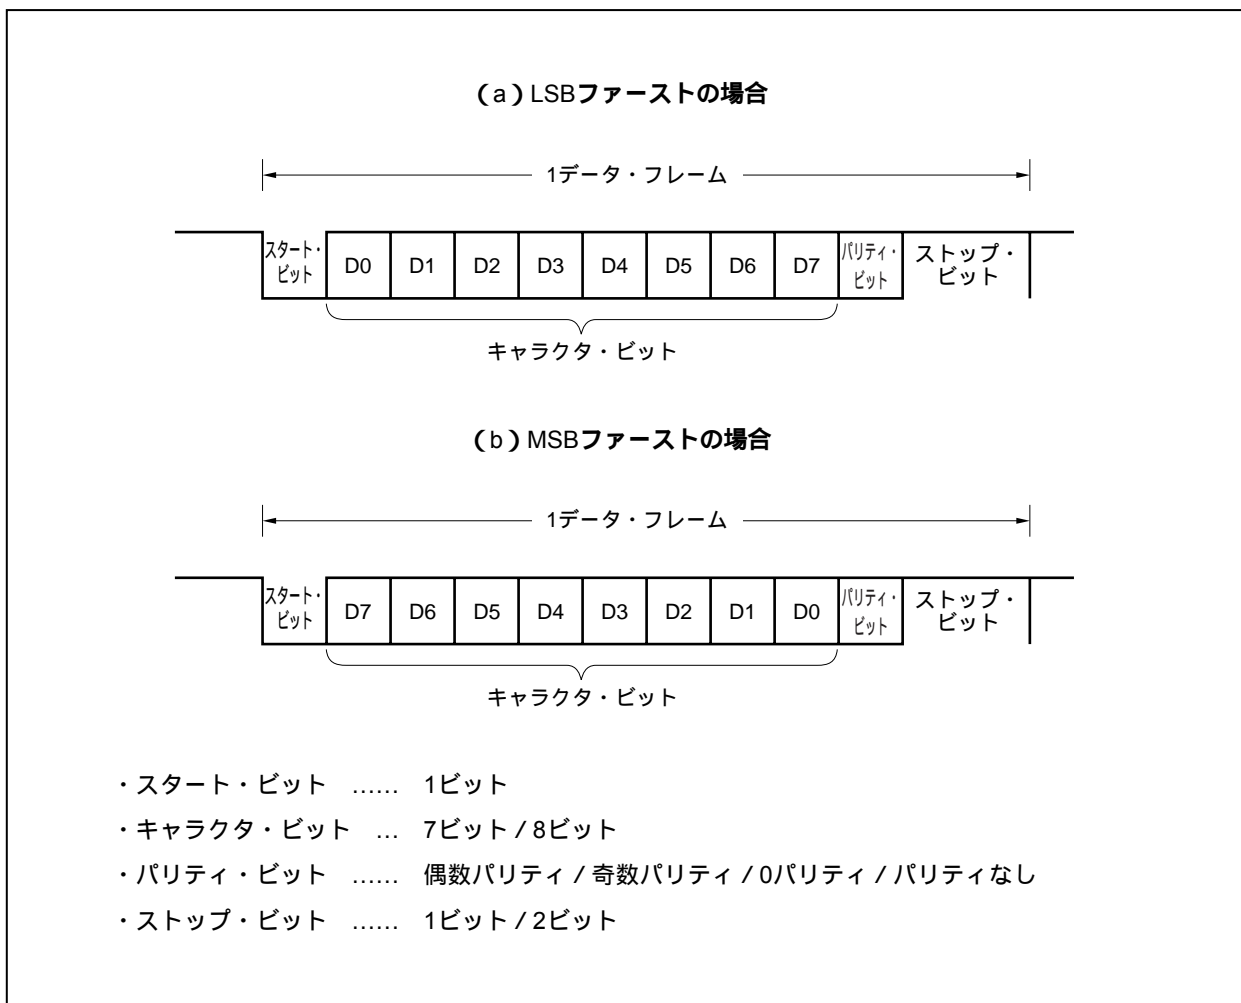 （a）LSBファーストの場合
1データ・フレーム
スタート・
ビット
D0 D1 D2 D3 D4 D5 D6 D7
パリティ・
ビット
ストップ・
ビット
キャラクタ・ビット
（b）MSBファーストの場合
1データ・フレーム
スタート・
ビット
D7 D6 D5 D4 D3 D2 D1 D0
パリティ・
ビット
ストップ・
ビット
キャラクタ・ビット
・スタート・ビット …… 1ビット
・キャラクタ・ビット … 7ビット／8ビット
・パリティ・ビット …… 偶数パリティ／奇数パリティ／0パリティ／パリティなし
・ストップ・ビット …… 1ビット／2ビット